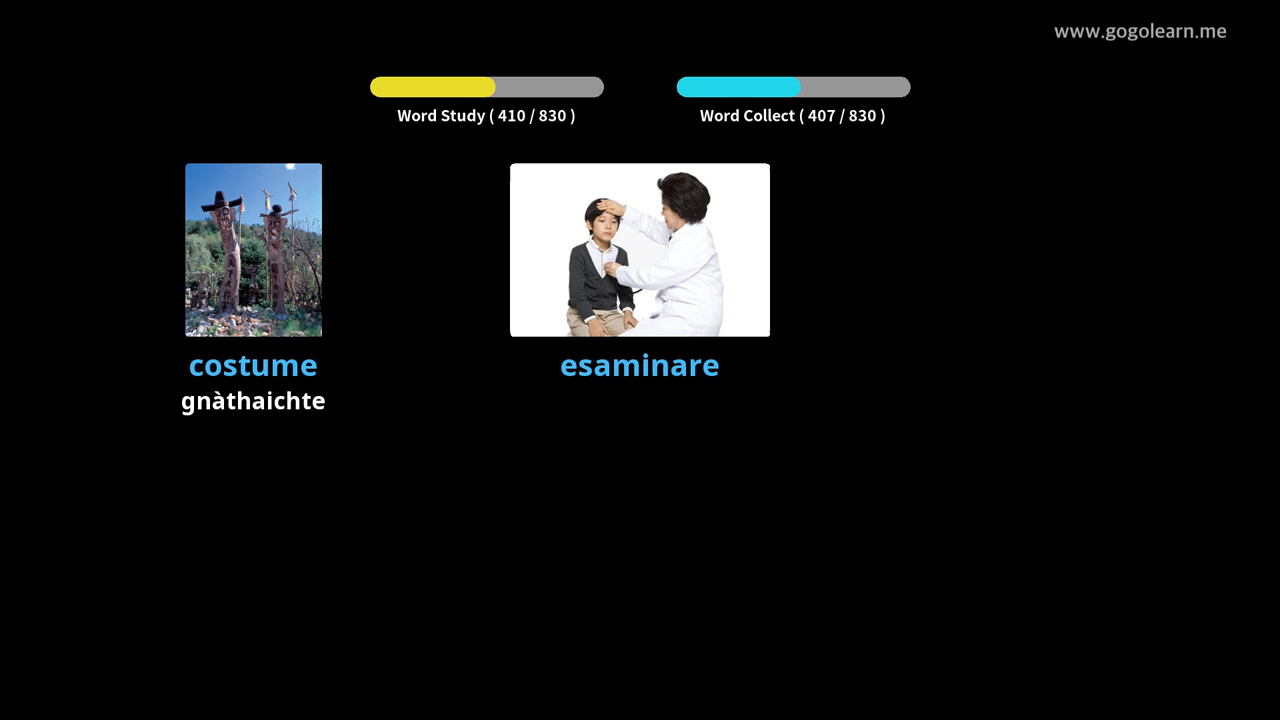 www.gogolearn.me
Word Study ( 410 / 830 )
Word Collect ( 407 / 830 )
costume
esaminare
gnàthaichte